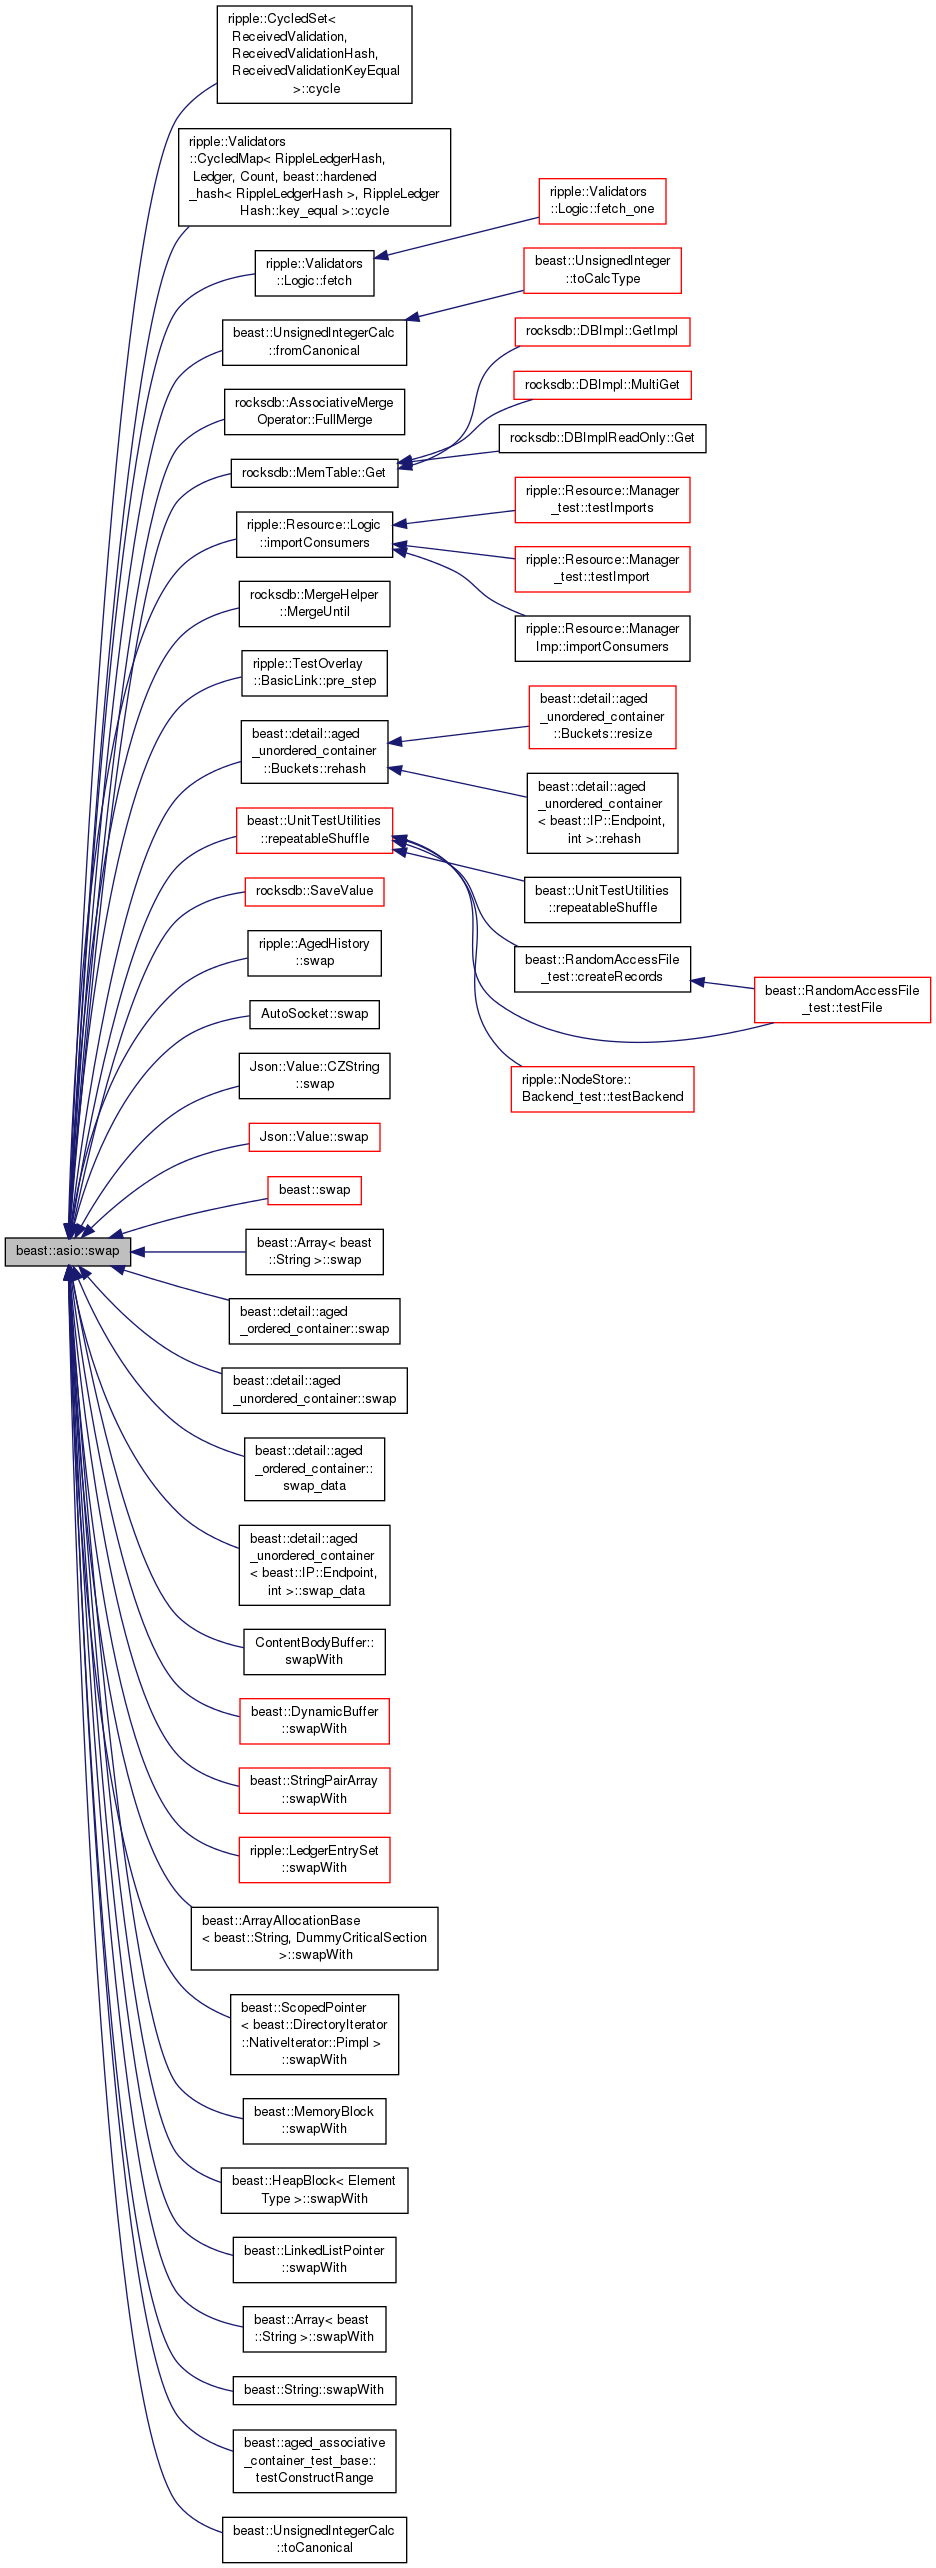 ripple::CycledSet<
ReceivedValidation,
ReceivedValidationHash,
ReceivedValidationKeyEqual
>::cycle
ripple::Validators
::CycledMap< RippleLedgerHash,
Ledger, Count, beast::hardened
_hash< RippleLedgerHash >, RippleLedger
Hash::key_equal >::cycle
ripple::Validators
::Logic::fetch
ripple::Validators
::Logic::fetch_one
beast::UnsignedIntegerCalc
::fromCanonical
beast::UnsignedInteger
::toCalcType
rocksdb::AssociativeMerge
Operator::FullMerge
rocksdb::MemTable::Get
rocksdb::DBImpl::GetImpl
rocksdb::DBImpl::MultiGet
rocksdb::DBImplReadOnly::Get
ripple::Resource::Logic
::importConsumers
ripple::Resource::Manager
_test::testImports
ripple::Resource::Manager
_test::testImport
ripple::Resource::Manager
Imp::importConsumers
rocksdb::MergeHelper
::MergeUntil
ripple::TestOverlay
::BasicLink::pre_step
beast::detail::aged
_unordered_container
::Buckets::rehash
beast::detail::aged
_unordered_container
::Buckets::resize
beast::detail::aged
_unordered_container
< beast::IP::Endpoint,
int >::rehash
beast::UnitTestUtilities
::repeatableShuffle
beast::UnitTestUtilities
::repeatableShuffle
beast::RandomAccessFile
_test::createRecords
beast::RandomAccessFile
_test::testFile
ripple::NodeStore::
Backend_test::testBackend
rocksdb::SaveValue
ripple::AgedHistory
::swap
AutoSocket::swap
Json::Value::CZString
::swap
Json::Value::swap
beast::swap
beast::asio::swap
beast::Array< beast
::String >::swap
beast::detail::aged
_ordered_container::swap
beast::detail::aged
_unordered_container::swap
beast::detail::aged
_ordered_container::
swap_data
beast::detail::aged
_unordered_container
< beast::IP::Endpoint,
int >::swap_data
ContentBodyBuffer::
swapWith
beast::DynamicBuffer
::swapWith
beast::StringPairArray
::swapWith
ripple::LedgerEntrySet
::swapWith
beast::ArrayAllocationBase
< beast::String, DummyCriticalSection
>::swapWith
beast::ScopedPointer
< beast::DirectoryIterator
::NativeIterator::Pimpl >
::swapWith
beast::MemoryBlock
::swapWith
beast::HeapBlock< Element
Type >::swapWith
beast::LinkedListPointer
::swapWith
beast::Array< beast
::String >::swapWith
beast::String::swapWith
beast::aged_associative
_container_test_base::
testConstructRange
beast::UnsignedIntegerCalc
::toCanonical